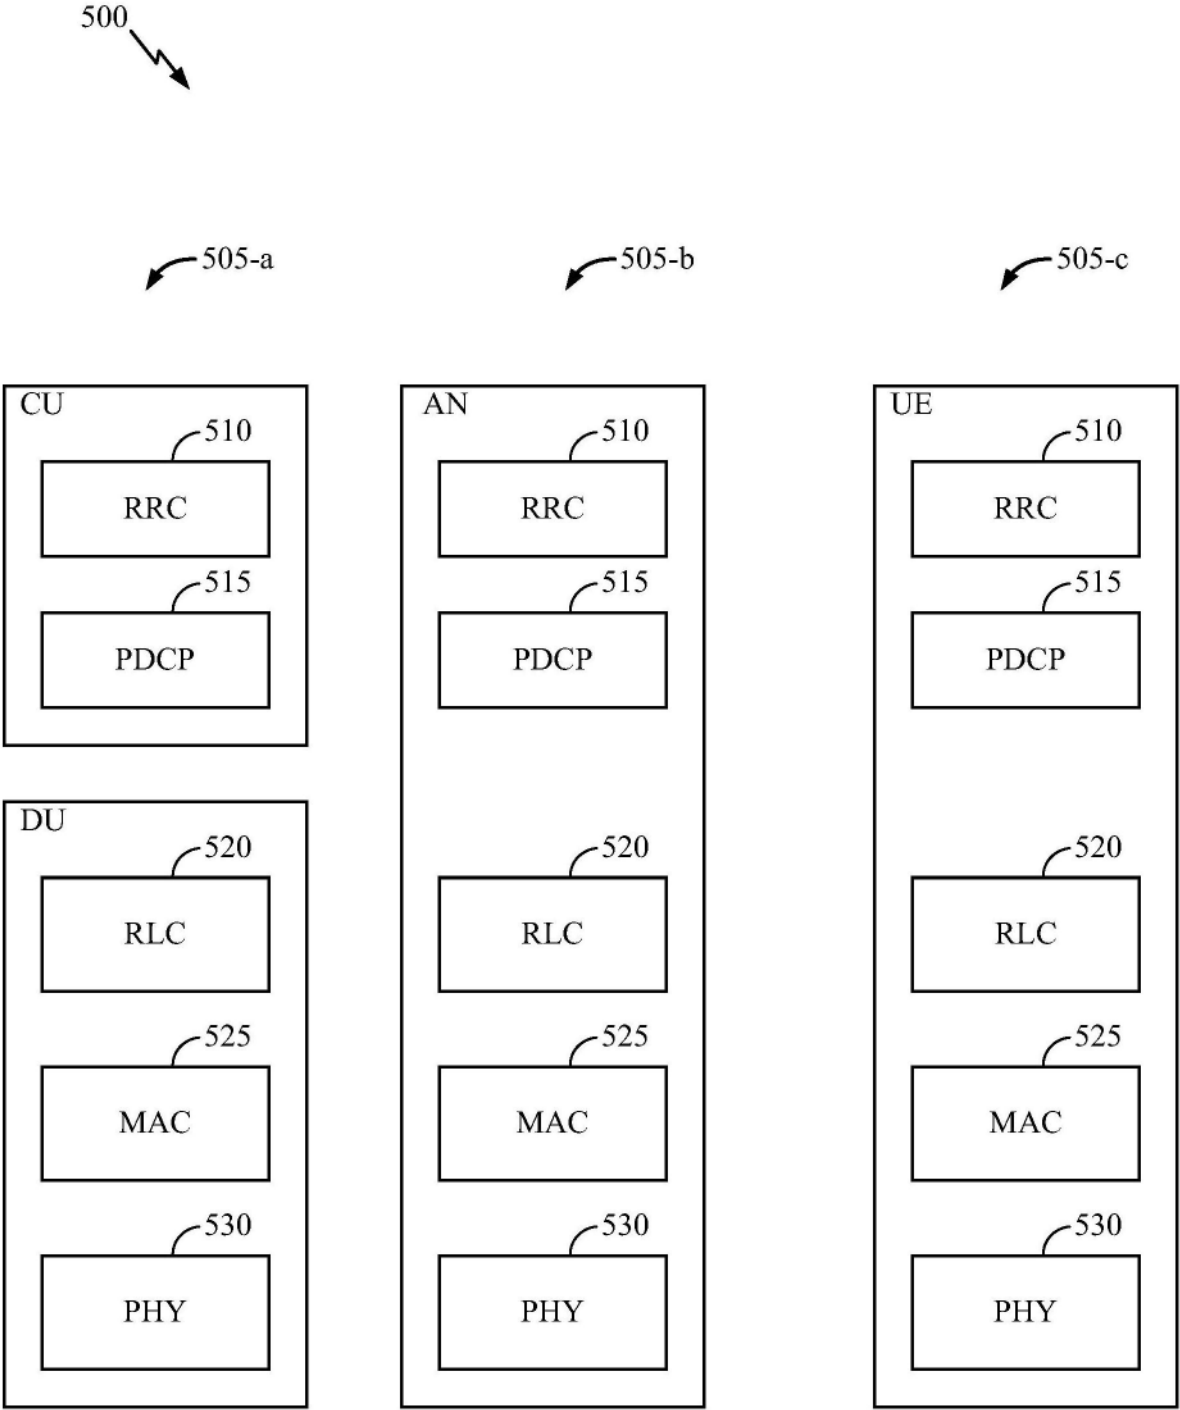 500
505-a 505-b 505-c
CU AN UE
510 510 510
RRC RRC RRC
515 515 515
PDCP PDCP PDCP
DU
520 520 520
RLC RLC RLC
525 525 525
MAC MAC MAC
530 530 530
PHY PHY PHY